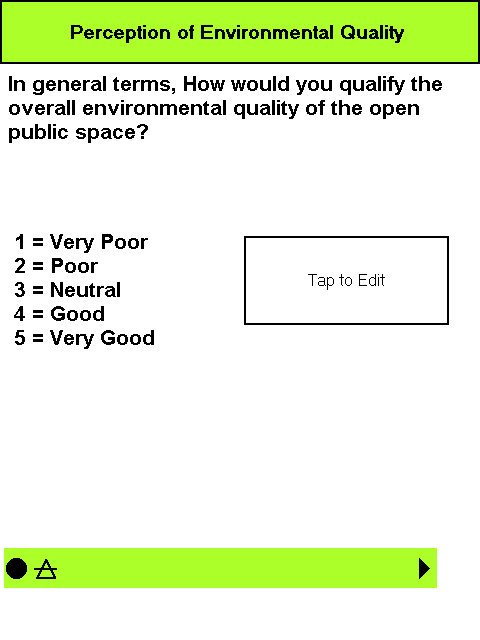 Perception of Environmental Quality
In general terms, How would you qualify the
overall environmental quality of the open
public space?
1 = Very Poor
2 = Poor
3 = Neutral
4 = Good
5 = Very Good
Tap to Edit